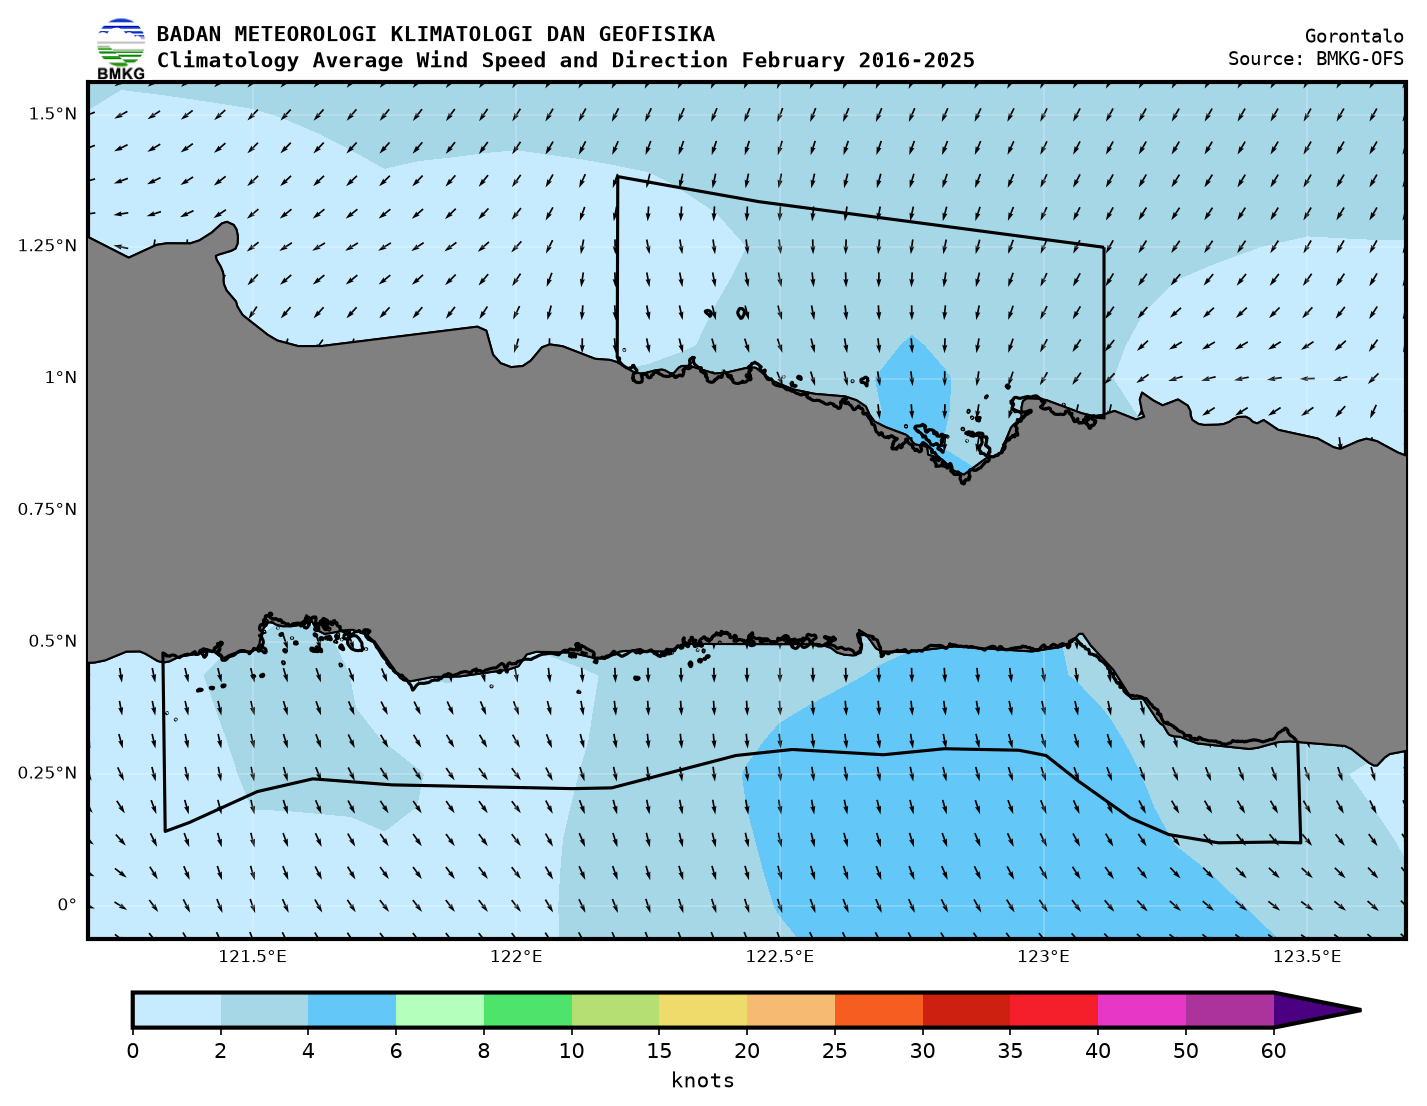 BADAN METEOROLOGI KLIMATOLOGI DAN GEOFISIKA
Climatology Average Wind Speed and Direction February 2016-2025
BMKG
Gorontalo
Source: BMKG-OFS
1.5°N
1.25°N
1°N
0.75°N
0.5°N
0.25°N
0°
121.5°E 122°E 122.5°E 123°E 123.5°E
0 2 4 6 8 10 15 20 25 30 35 40 50 60
knots